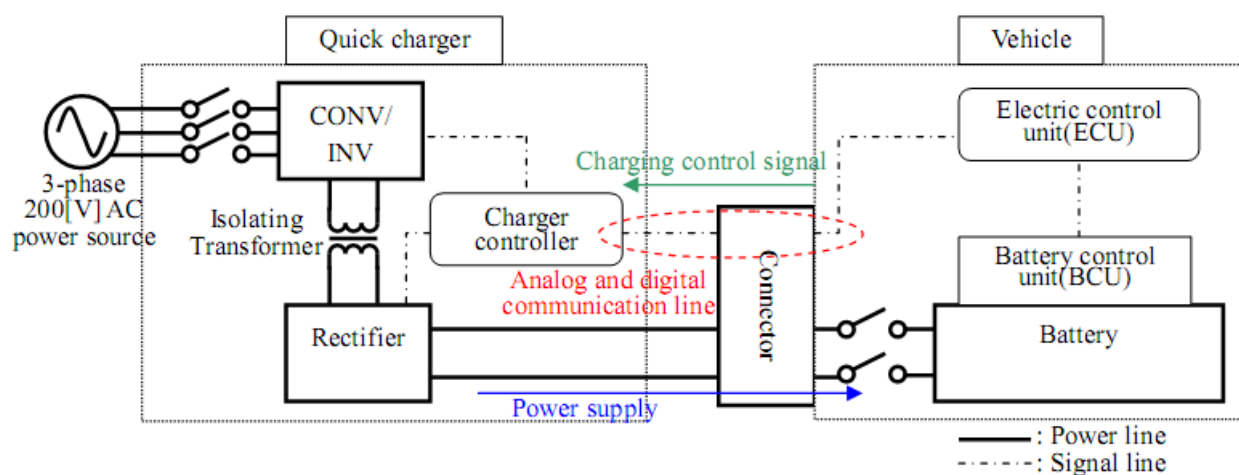 Quick charger
Vehicle
CONV/
INV
3-phase
200[V] AC
power source
Isolating
Transformer
Charger
controller
Rectifier
Charging control signal
Analog and digital
communication line
Connector
Power supply
Electric control
unit(ECU)
Battery control
unit(BCU)
Battery
: Power line
: Signal line